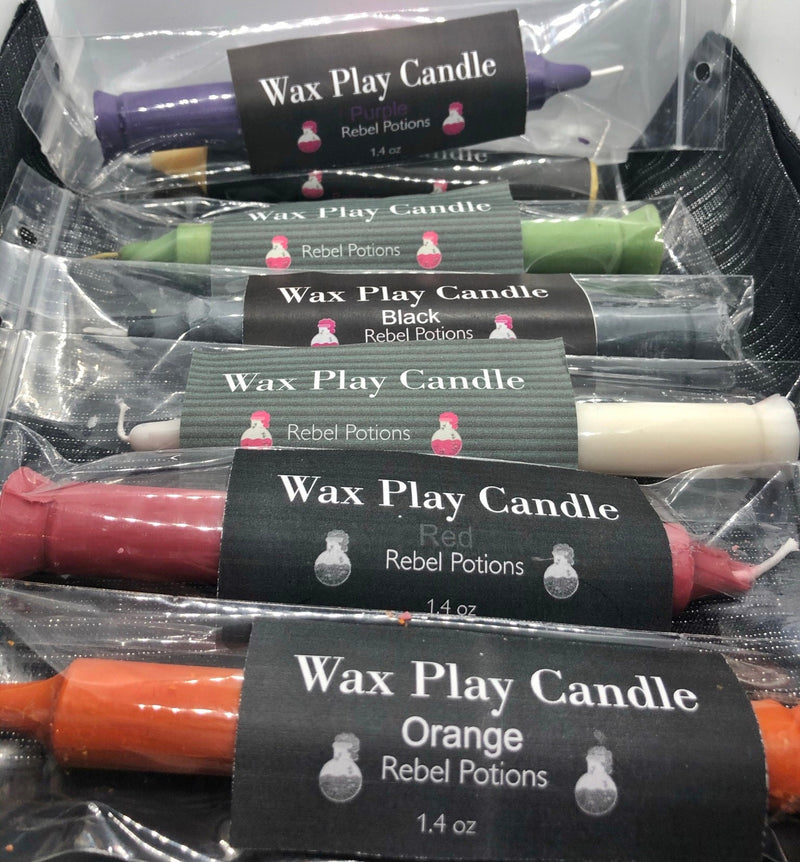 Wax Play Candle
Purple
Rebel Potions
1.4 oz
ndle
Wax Play Candle
Rebel Potions
Wax Play Candle
Black
Rebel Potions
Wax Play Candle
Rebel Potions
Wax Play Candle
Red
Rebel Potions
1.4 oz
Wax Play Candle
Orange
Rebel Potions
1.4 oz